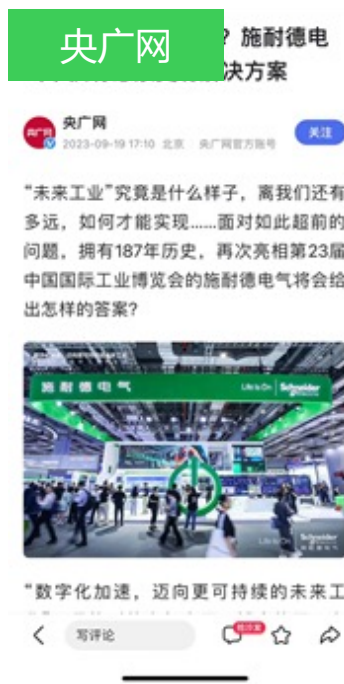 央广网
？施耐德电
决方案
央广网
2023-09-19 17:10 北京 央广网官方账号
关注
“未来工业”究竟是什么样子，离我们还有
多远，如何才能实现……面对如此超前的
问题，拥有187年历史，再次亮相第23届
中国国际工业博览会的施耐德电气将会给
出怎样的答案？
施耐德电气
Life Is On Schneider
Life Is On Schneider
“数字化加速，迈向更可持续的未来工
写评论